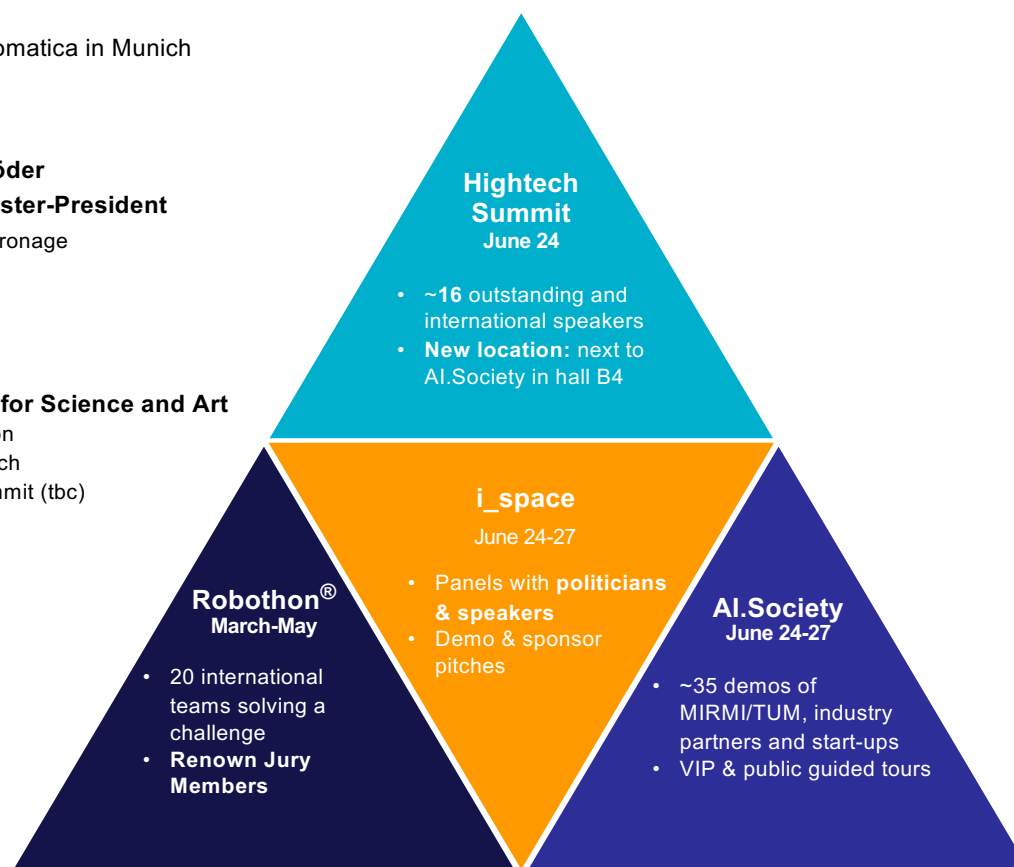 omatica in Munich
öder
ster-President
ronage
for Science and Art
on
ch
mit (tbc)
Hightech
Summit
June 24
• ~16 outstanding and
international speakers
• New location: next to
AI.Society in hall B4
i_space
June 24-27
• Panels with politicians
& speakers
• Demo & sponsor
pitches
Robothon®
March-May
• 20 international
teams solving a
challenge
• Renown Jury
Members
AI.Society
June 24-27
• ~35 demos of
MIRMI/TUM, industry
partners and start-ups
• VIP & public guided tours